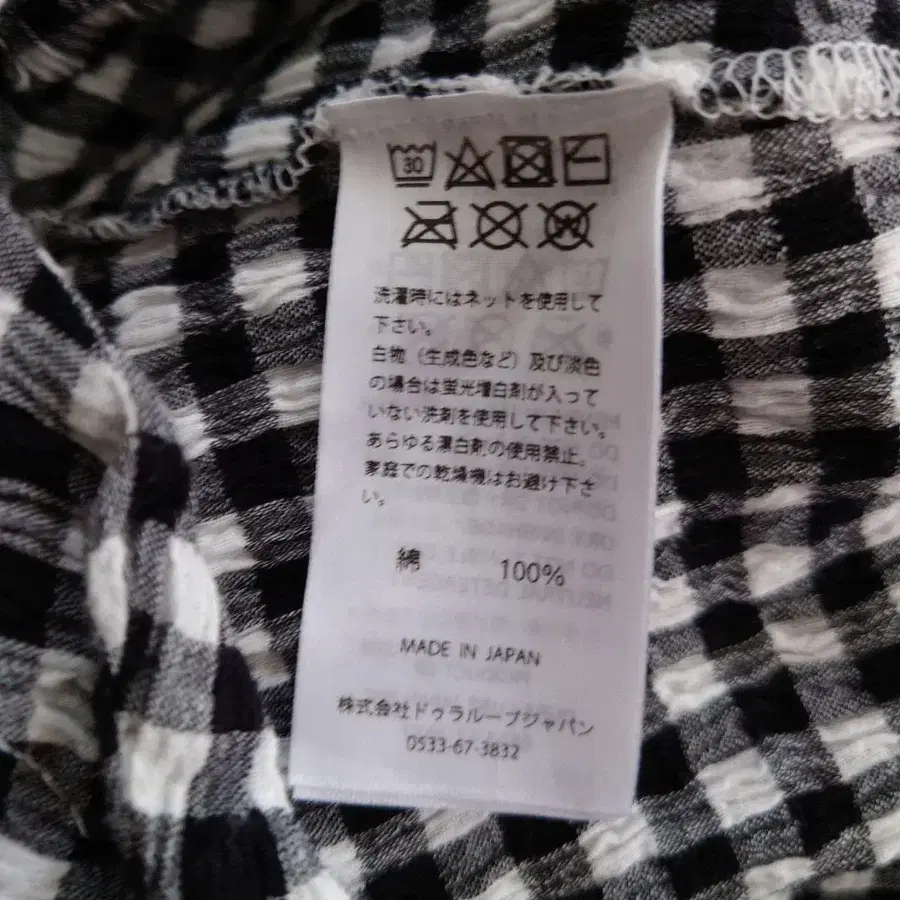 30
W
洗濯時にはネットを使用して
下さい。
白物（生成色など）及び淡色
の場合は蛍光増白剤が入って
いない洗剤を使用して下さい。
あらゆる漂白剤の使用禁止。
家庭での乾燥機はお避け下さ
い。
綿 100%
MADE IN JAPAN
株式会社ドゥラループジャパン
0533-67-3832